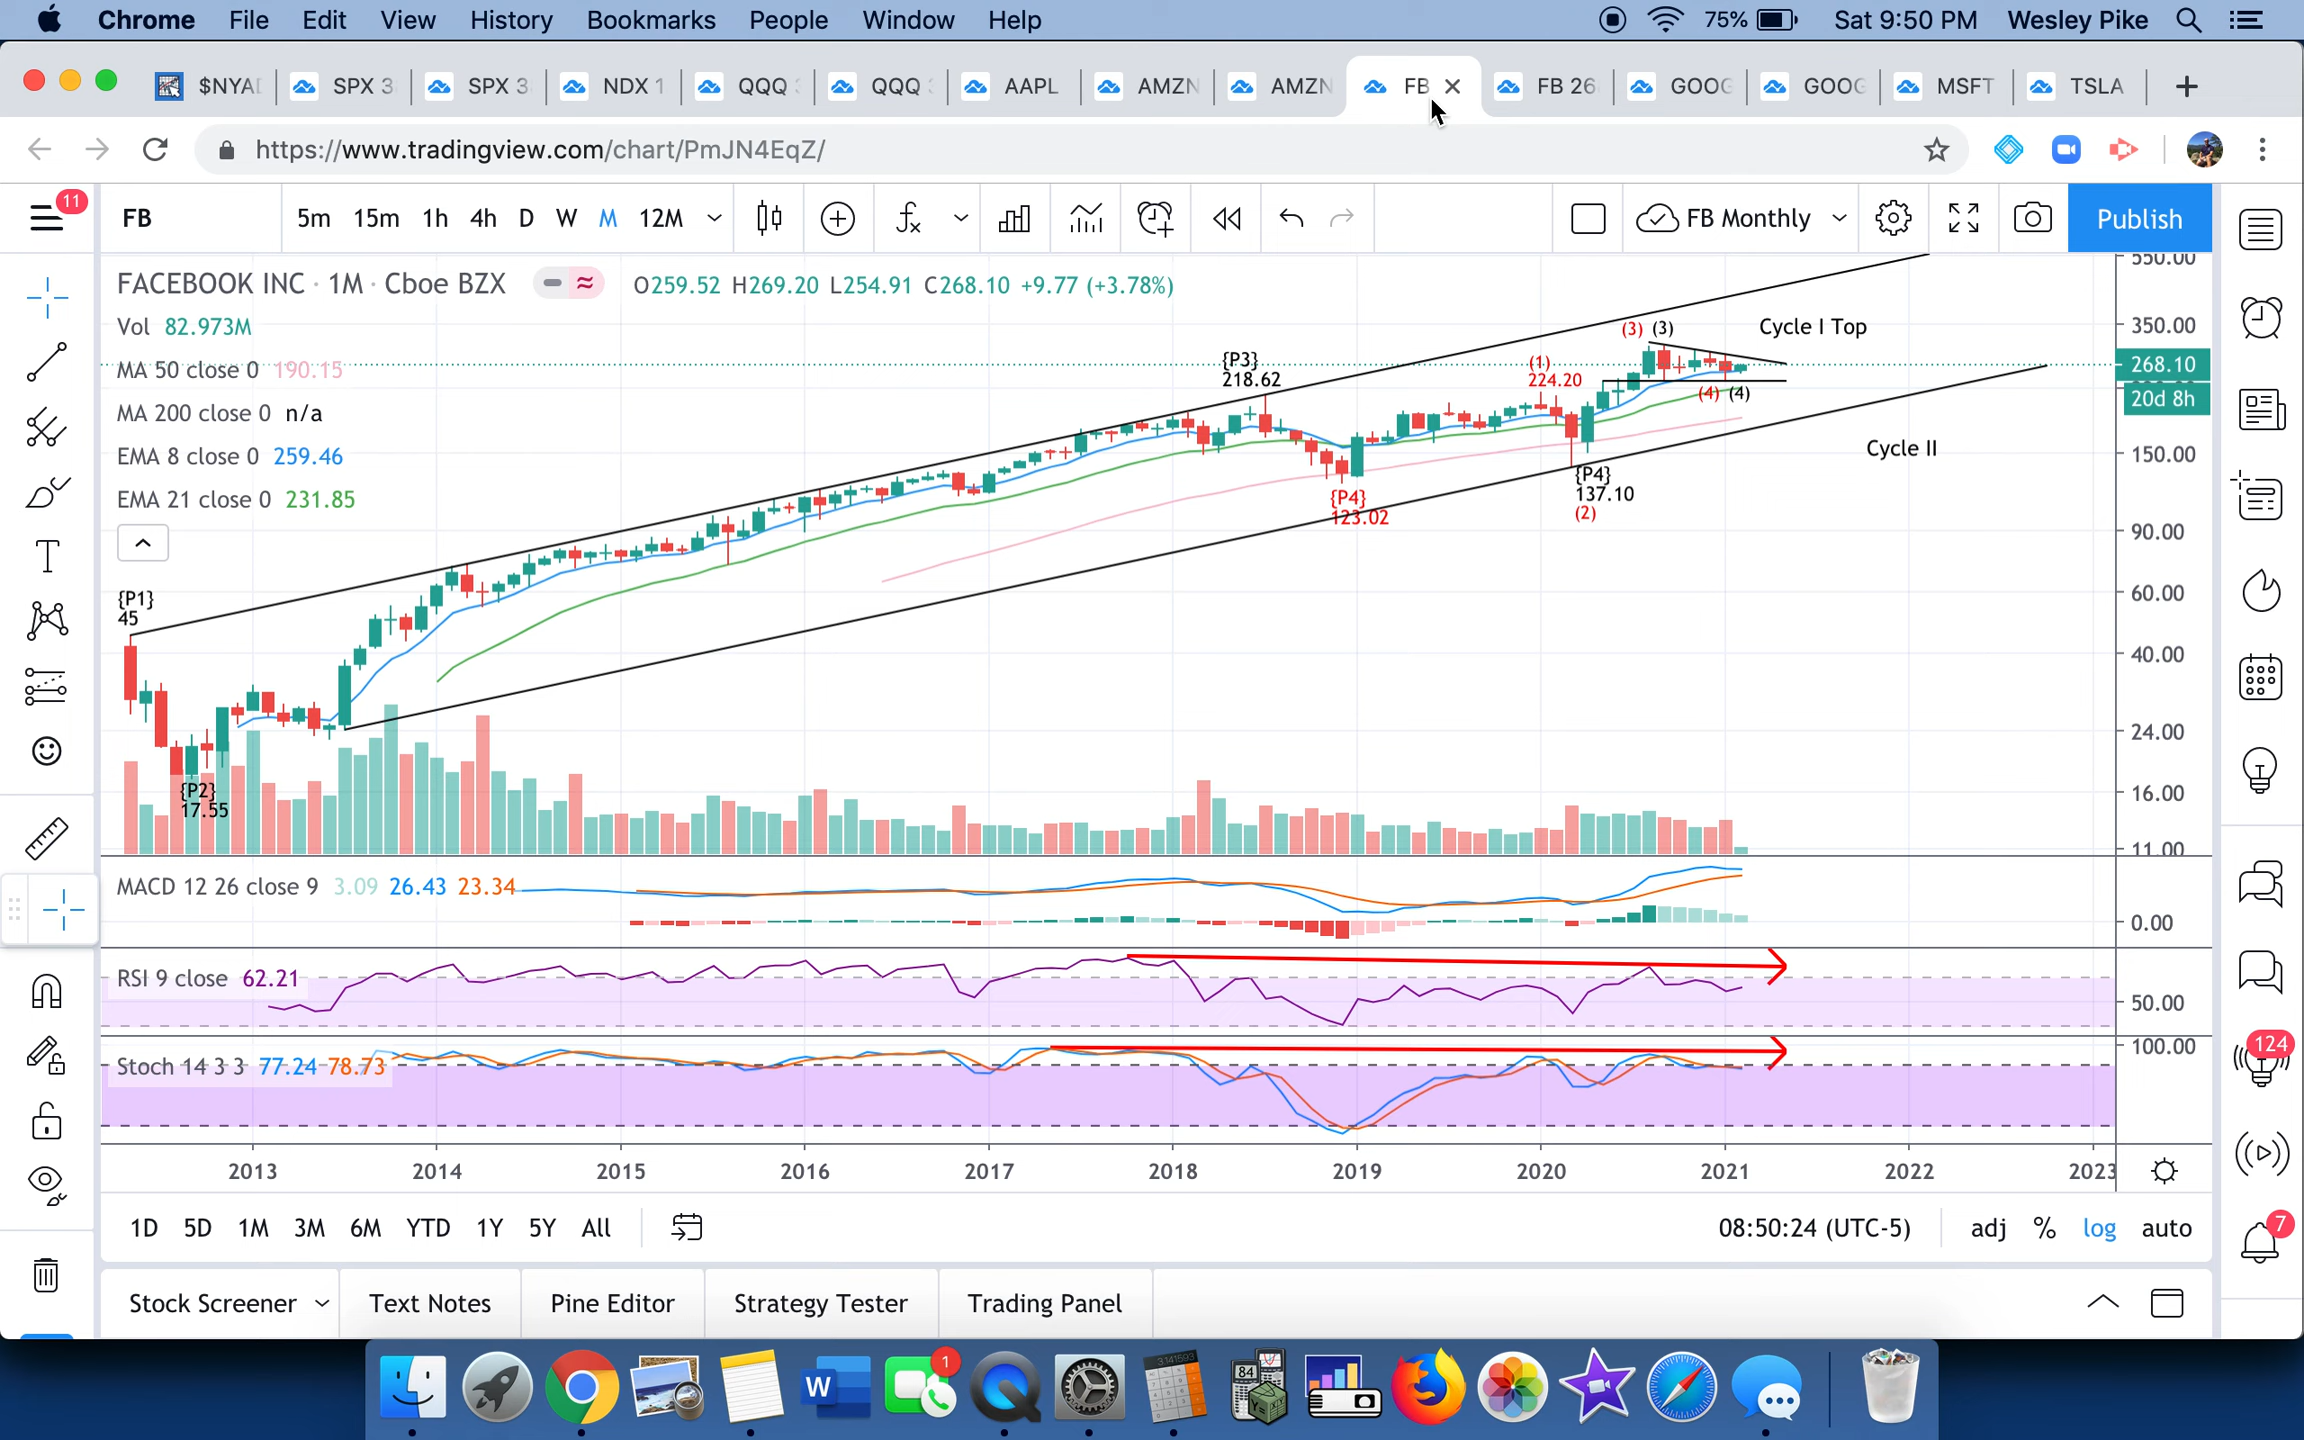 Chrome File Edit View History Bookmarks People Window Help 75% Sat 9:50 PM Wesley Pike
$NYA SPX 3 SPX 3 NDX 1 QQQ QQQ AAPL AMZN AMZN FB FB 26 GOOG GOOG MSFT TSLA
https://www.tradingview.com/chart/PmJN4EqZ/
11 FB 5m 15m 1h 4h D W M 12M FB Monthly Publish
FACEBOOK INC · 1M · Cboe BZX O259.52 H269.20 L254.91 C268.10 +9.77 (+3.78%)
Vol 82.973M
MA 50 close 0 190.15
MA 200 close 0 n/a
EMA 8 close 0 259.46
EMA 21 close 0 231.85
{P1}
45
{P2}
17.55
{P3}
218.62
{P4}
123.02
(1)
224.20
{P4}
137.10
(2)
(3) (3)
(4) (4)
Cycle I Top
Cycle II
550.00
350.00
268.10
20d 8h
150.00
90.00
60.00
40.00
24.00
16.00
11.00
MACD 12 26 close 9 3.09 26.43 23.34
0.00
RSI 9 close 62.21
50.00
Stoch 14 3 3 77.24 78.73
100.00
2013 2014 2015 2016 2017 2018 2019 2020 2021 2022 2023
1D 5D 1M 3M 6M YTD 1Y 5Y All 08:50:24 (UTC-5) adj % log auto
Stock Screener Text Notes Pine Editor Strategy Tester Trading Panel
124
7
W
1
3.141593
84